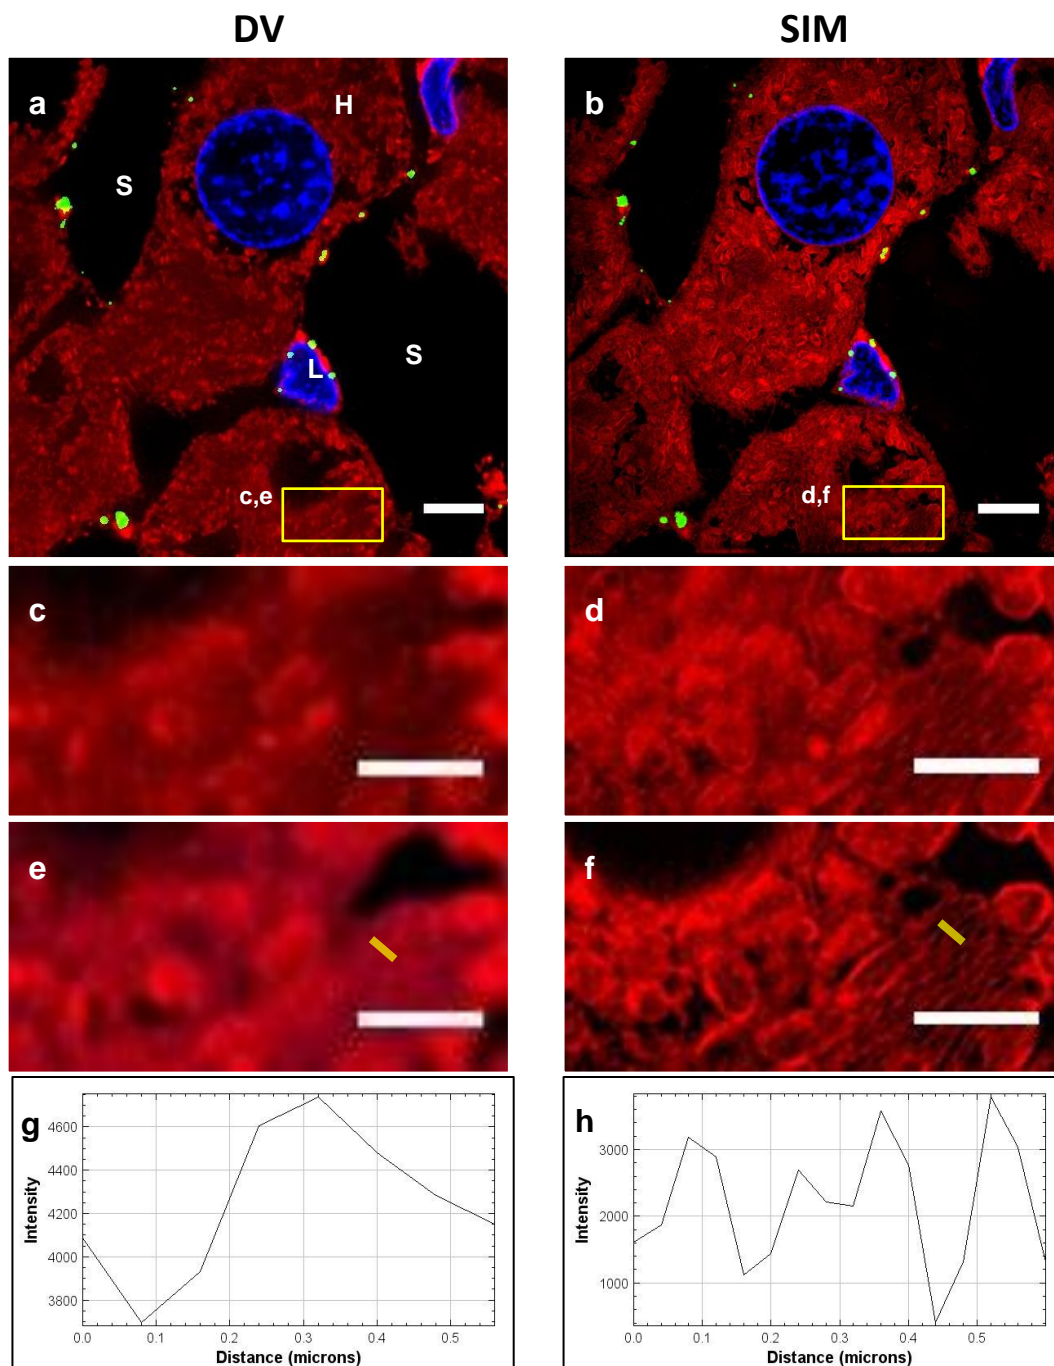 DV
SIM
a
H
S
S
L
c,e
b
d,f
c
d
e
f
g
4600
4400
4200
4000
3800
Intensity
0.0 0.1 0.2 0.3 0.4 0.5
Distance (microns)
h
3000
2000
1000
Intensity
0.0 0.1 0.2 0.3 0.4 0.5
Distance (microns)